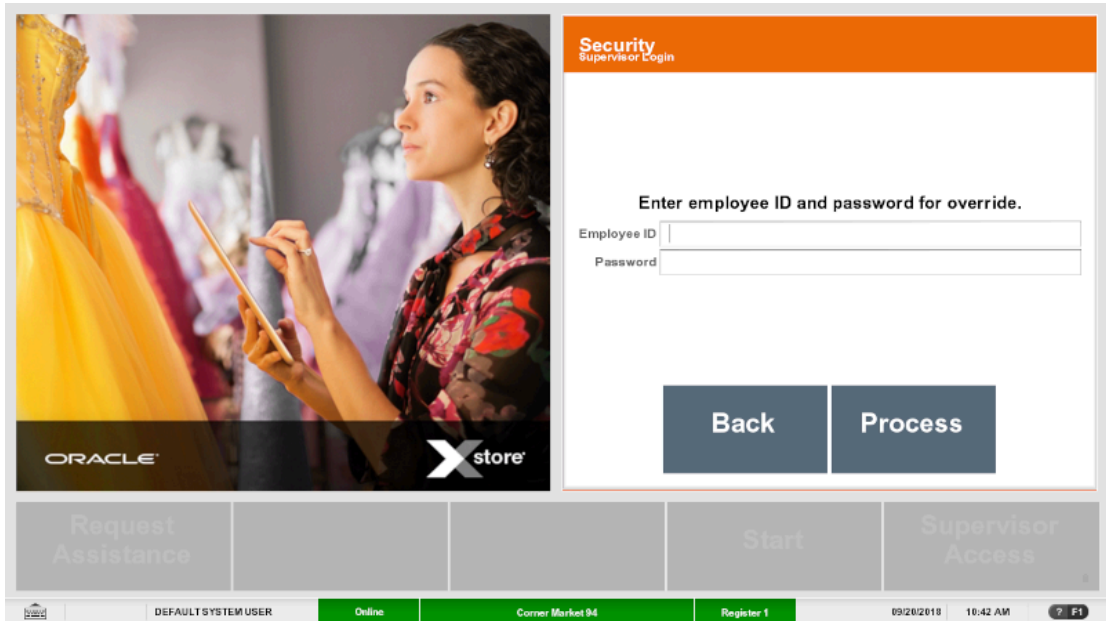 Security
Supervisor Login
Enter employee ID and password for override.
Employee ID
Password
Back
Process
ORACLE
Xstore
Request
Assistance
Start
Supervisor
Access
DEFAULT SYSTEM USER
Online
Corner Market 94
Register 1
09/20/2018
10:42 AM
? F1